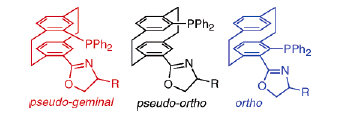 PPh2 N O R
pseudo-geminal
PPh2 N O R
pseudo-ortho
PPh2 N O R
ortho